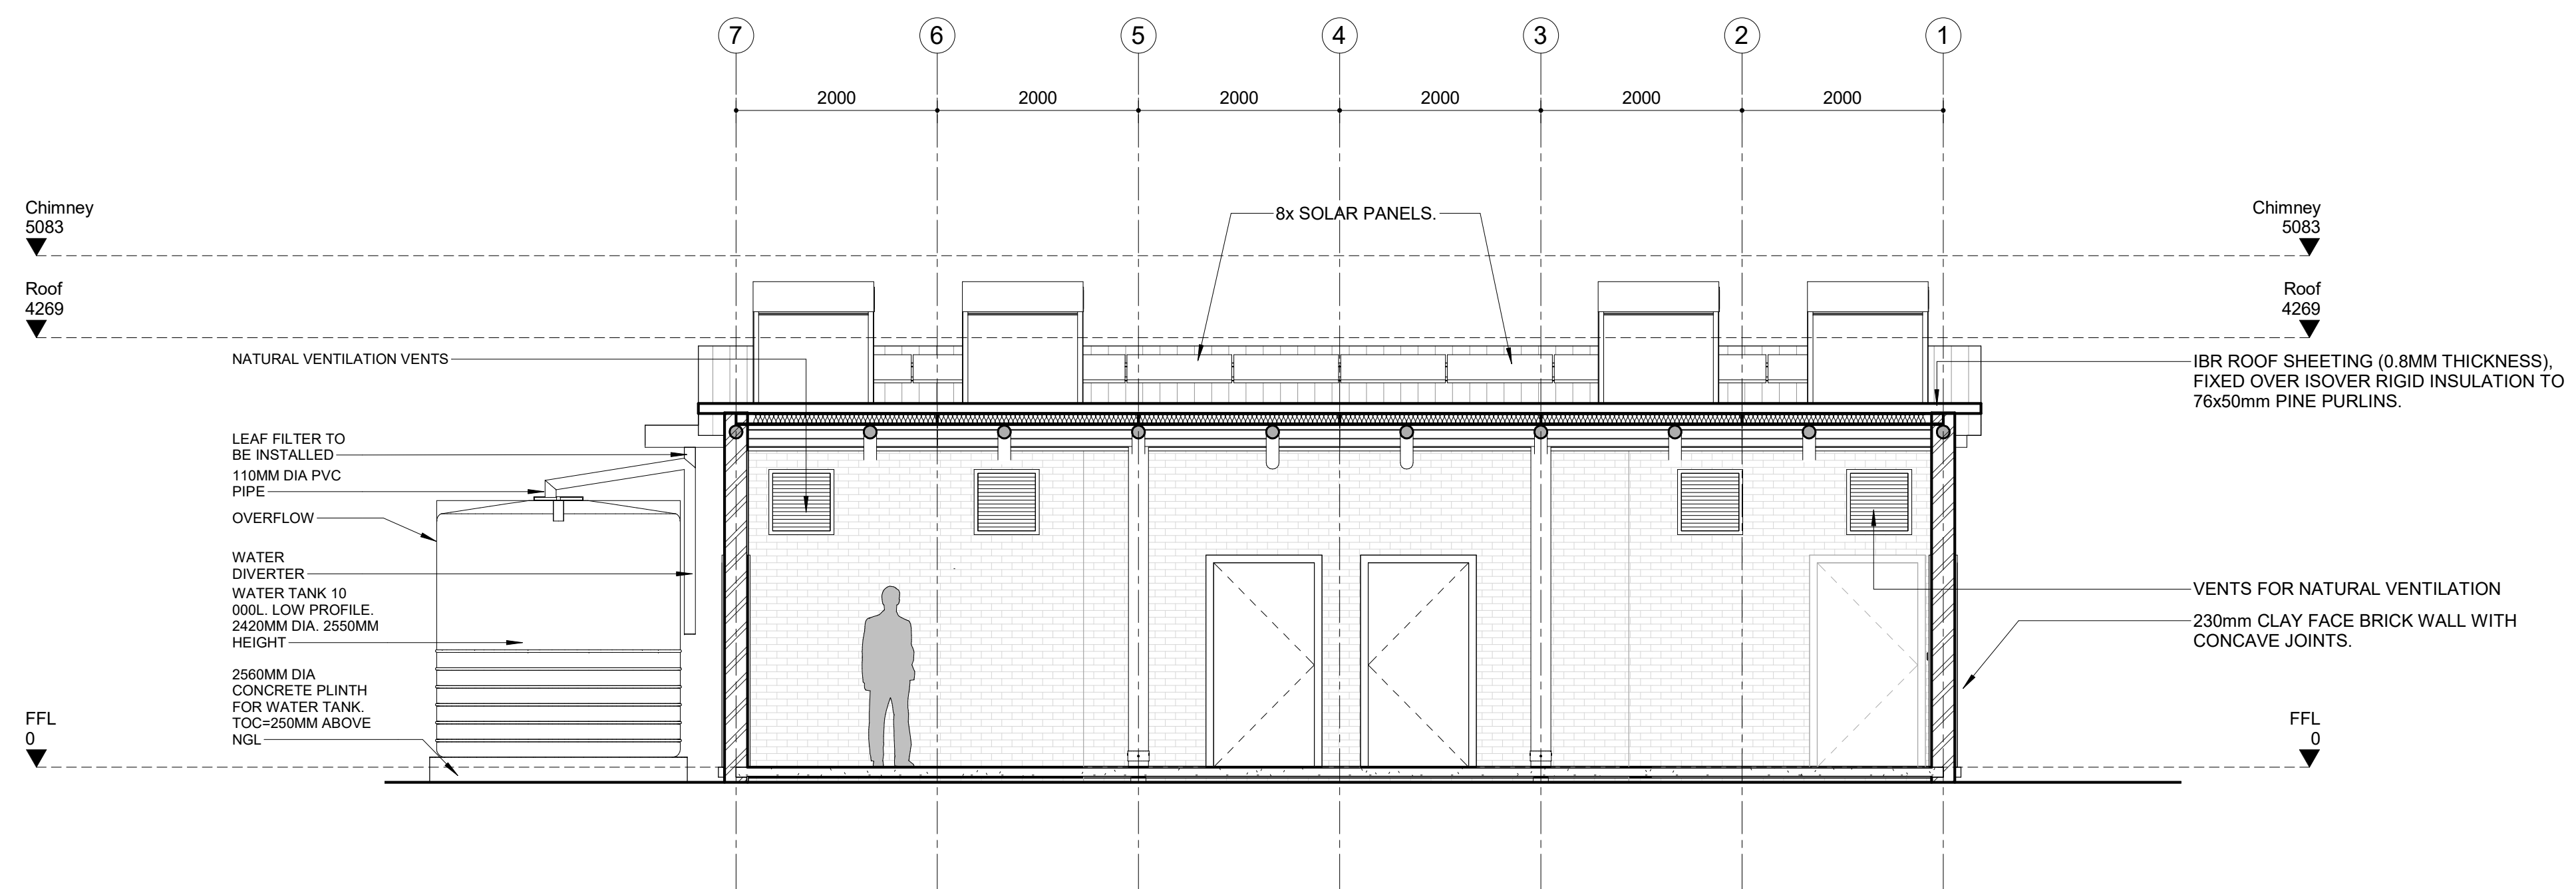 7 6 5 4 3 2 1
2000 2000 2000 2000 2000 2000
Chimney
5083
Roof
4269
NATURAL VENTILATION VENTS
LEAF FILTER TO
BE INSTALLED
110MM DIA PVC
PIPE
OVERFLOW
WATER
DIVERTER
WATER TANK 10
000L. LOW PROFILE.
2420MM DIA. 2550MM
HEIGHT
2560MM DIA
CONCRETE PLINTH
FOR WATER TANK.
TOC=250MM ABOVE
NGL
FFL
0
8x SOLAR PANELS.
Chimney
5083
Roof
4269
IBR ROOF SHEETING (0.8MM THICKNESS),
FIXED OVER ISOVER RIGID INSULATION TO
76x50mm PINE PURLINS.
VENTS FOR NATURAL VENTILATION
230mm CLAY FACE BRICK WALL WITH
CONCAVE JOINTS.
FFL
0